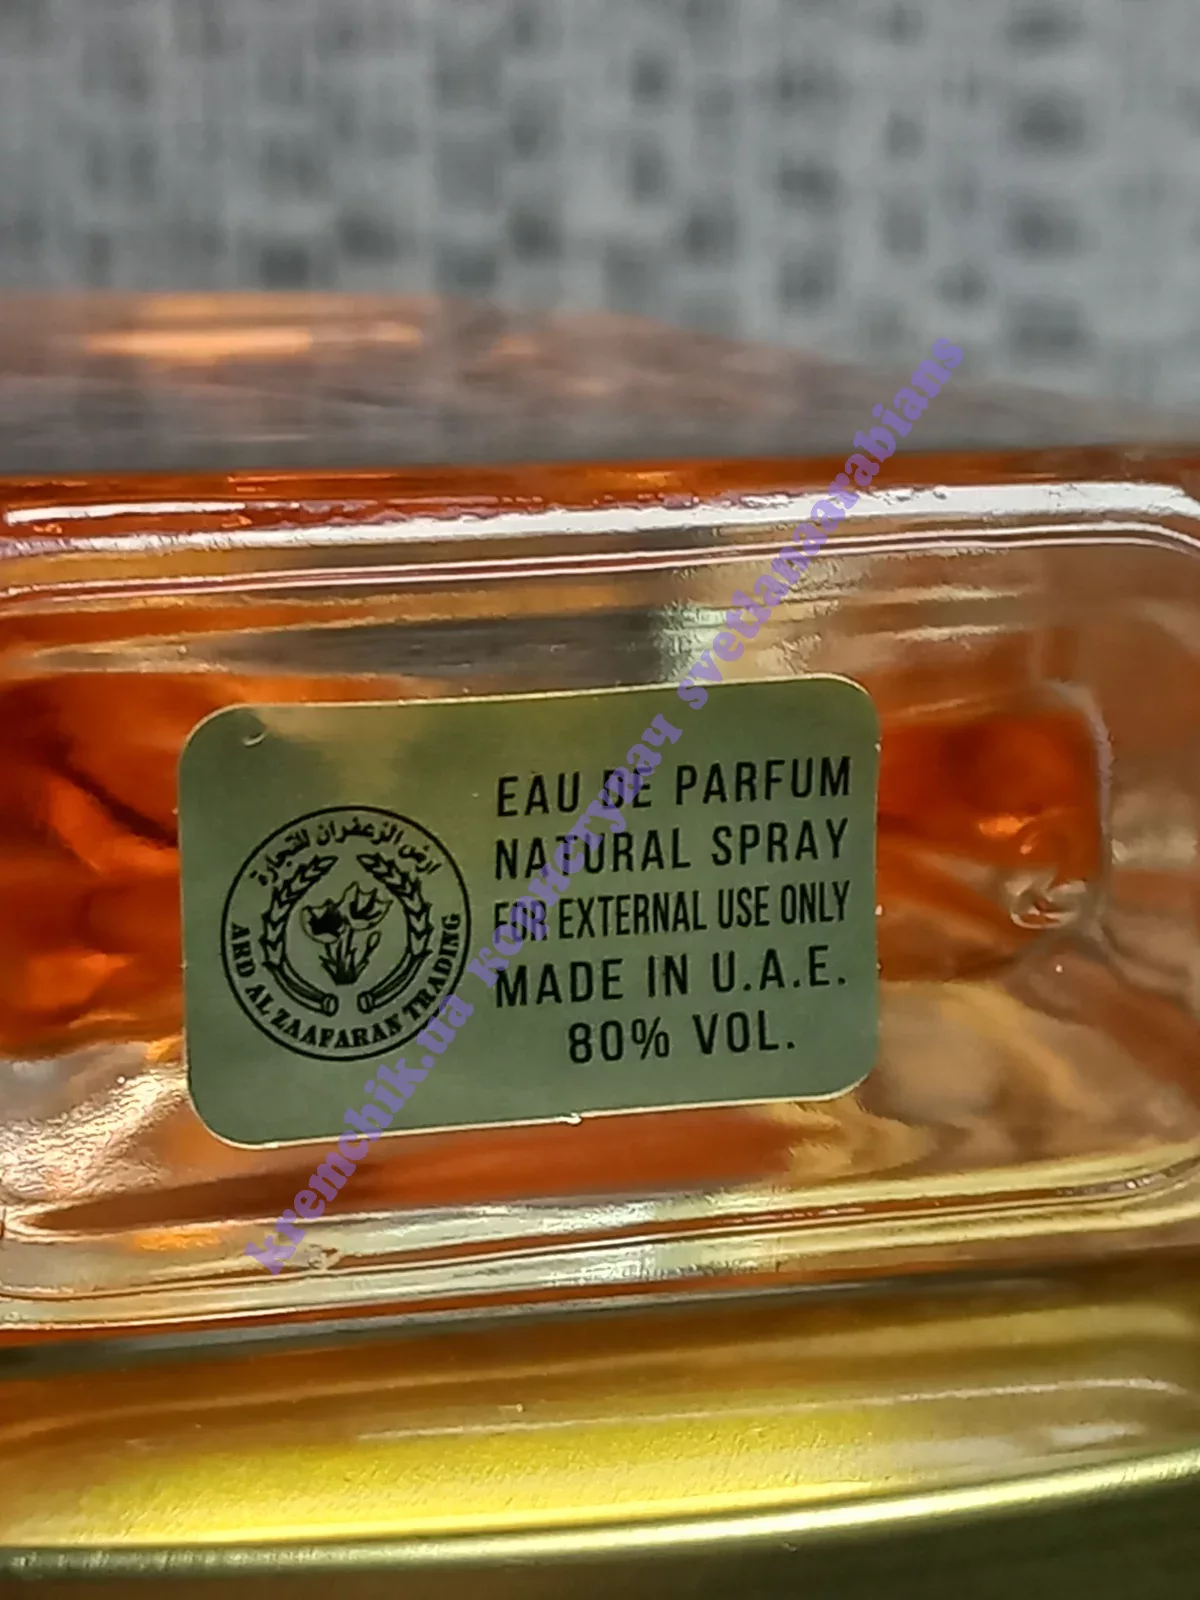 EAU DE PARFUM
NATURAL SPRAY
FOR EXTERNAL USE ONLY
MADE IN U.A.E.
80% VOL.
ارض الزعفران للتجارة
ARD AL ZAAFARAN TRADING
kremchik.ua користувач svetlanaarabians